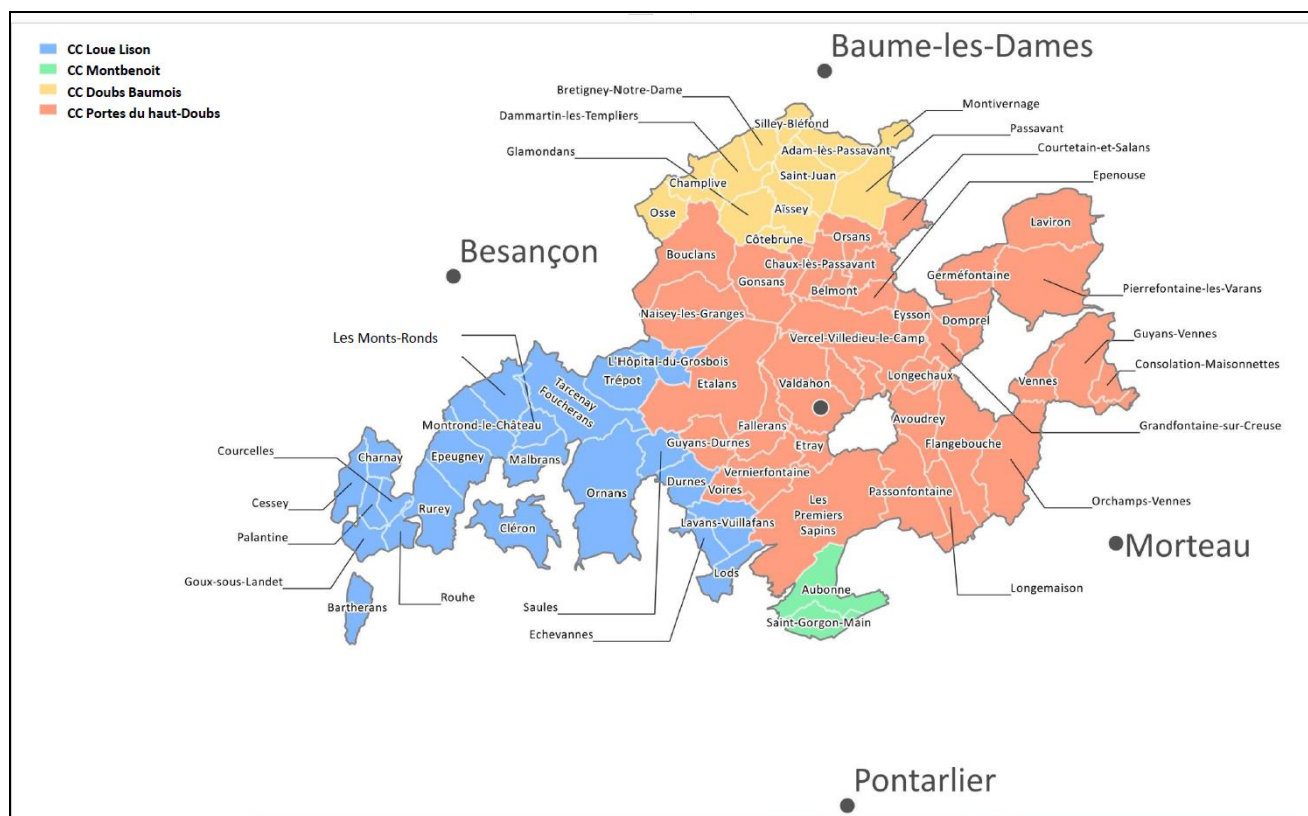 CC Loue Lison
CC Montbenoit
CC Doubs Baumois
CC Portes du haut-Doubs
Baume-les-Dames
Bretigney-Notre-Dame
Montivernage
Dammartin-les-Templiers
Silley-Bléfond
Passavant
Glamondans
Adam-lès-Passavant
Courtetain-et-Salans
Saint-Juan
Epenouse
Champlive
Osse
Aïssey
Laviron
Côtebrune
Orsans
Besançon
Bouclans
Chaux-lès-Passavant
Gonsans
Germéfontaine
Belmont
Pierrefontaine-les-Varans
Naisey-les-Granges
Eysson
Domprel
Guyans-Vennes
Les Monts-Ronds
Vercel-Villedieu-le-Camp
L'Hôpital-du-Grosbois
Consolation-Maisonnettes
Trépot
Etalans
Valdahon
Longechaux
Vennes
Tarcenay
Foucherans
Avoudrey
Montrond-le-Château
Fallerans
Grandfontaine-sur-Creuse
Courcelles
Charnay
Epeugney
Malbrans
Guyans-Durnes
Etray
Flangebouche
Vernierfontaine
Cessey
Ornans
Durnes
Voires
Passonfontaine
Orchamps-Vennes
Rurey
Les
Premiers
Sapins
Palantine
Cléron
Lavans-Vuillafans
Morteau
Goux-sous-Landet
Lods
Aubonne
Longemaison
Bartherans
Rouhe
Saules
Saint-Gorgon-Main
Echevannes
Pontarlier